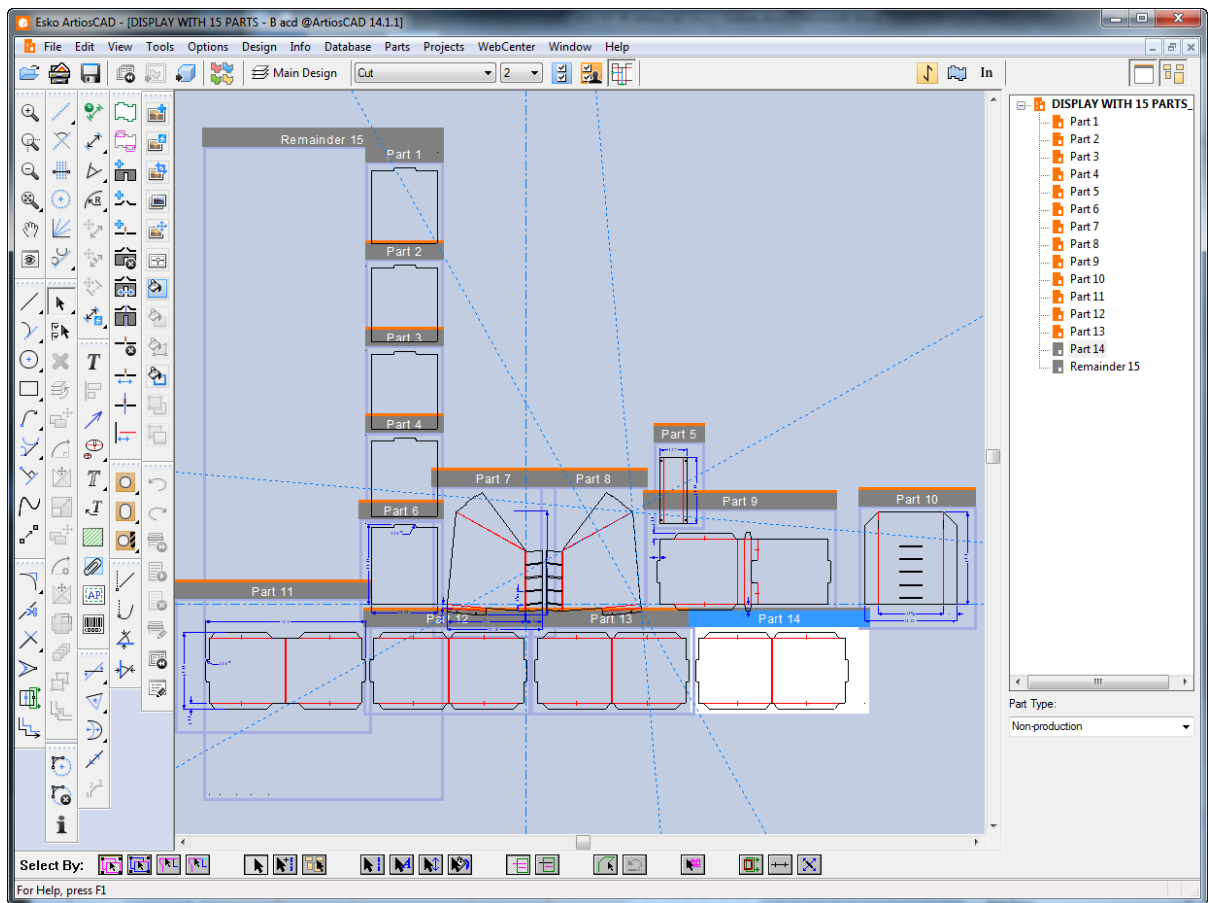 Esko ArtiosCAD - [DISPLAY WITH 15 PARTS - B acd @ArtiosCAD 14.1.1]
File Edit View Tools Options Design Info Database Parts Projects WebCenter Window Help
Main Design Cut 2 In
Remainder 15
Part 1
Part 2
Part 3
Part 4
Part 5
Part 6
Part 7
Part 8
Part 9
Part 10
Part 11
Part 12
Part 13
Part 14
DISPLAY WITH 15 PARTS_
Part 1
Part 2
Part 3
Part 4
Part 5
Part 6
Part 7
Part 8
Part 9
Part 10
Part 11
Part 12
Part 13
Part 14
Remainder 15
Part Type:
Non-production
Select By:
For Help, press F1